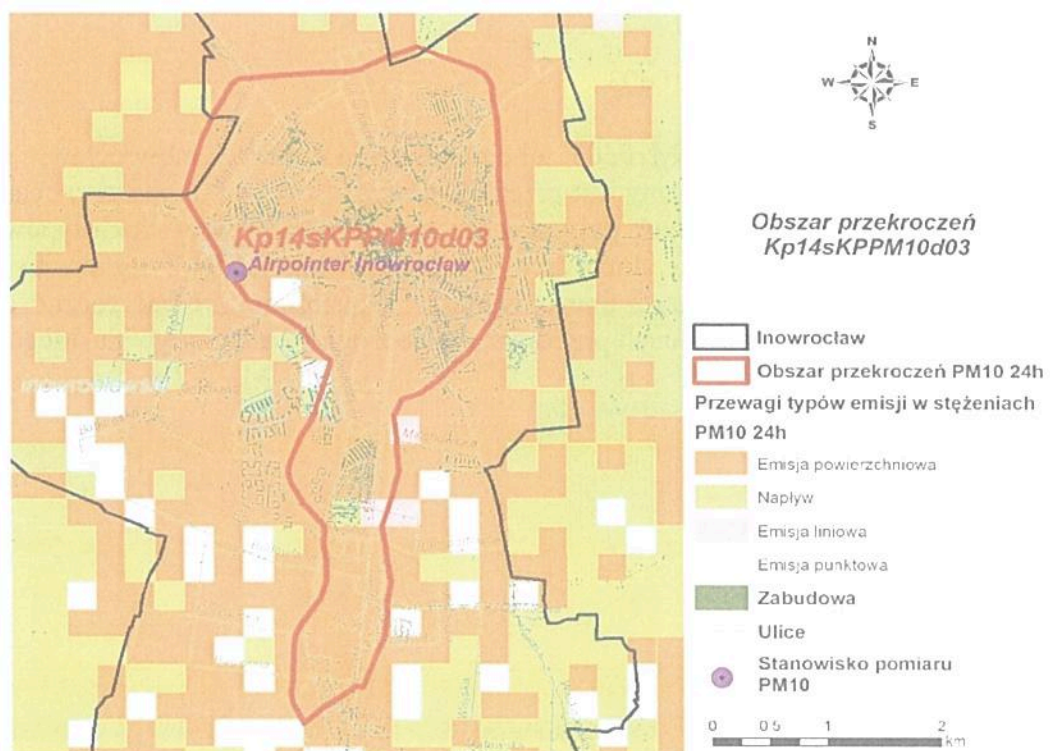 N
W E
S
Obszar przekroczeń
Kp14sKPPM10d03
Kp14sKPPM10d03
Airpointer Inowrocław
Inowrocław
Obszar przekroczeń PM10 24h
Przewagi typów emisji w stężeniach
PM10 24h
Emisja powierzchniowa
Napływ
Emisja liniowa
Emisja punktowa
Zabudowa
Ulice
Stanowisko pomiaru
PM10
0 0.5 1 2
km